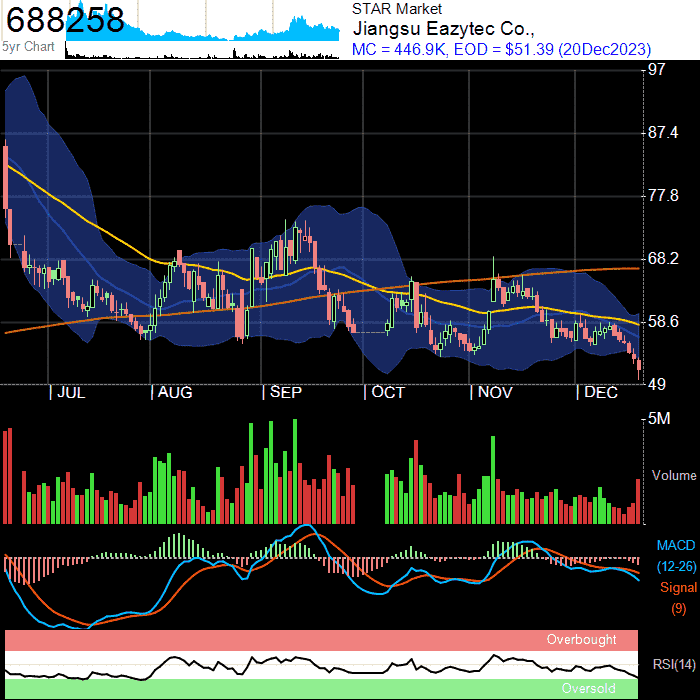 688258
5yr Chart
STAR Market
Jiangsu Eazytec Co.,
MC = 446.9K, EOD = $51.39 (20Dec2023)
97
87.4
77.8
68.2
58.6
49
| JUL | AUG | SEP | OCT | NOV | DEC
5M
Volume
MACD
(12-26)
Signal
(9)
Overbought
RSI(14)
Oversold